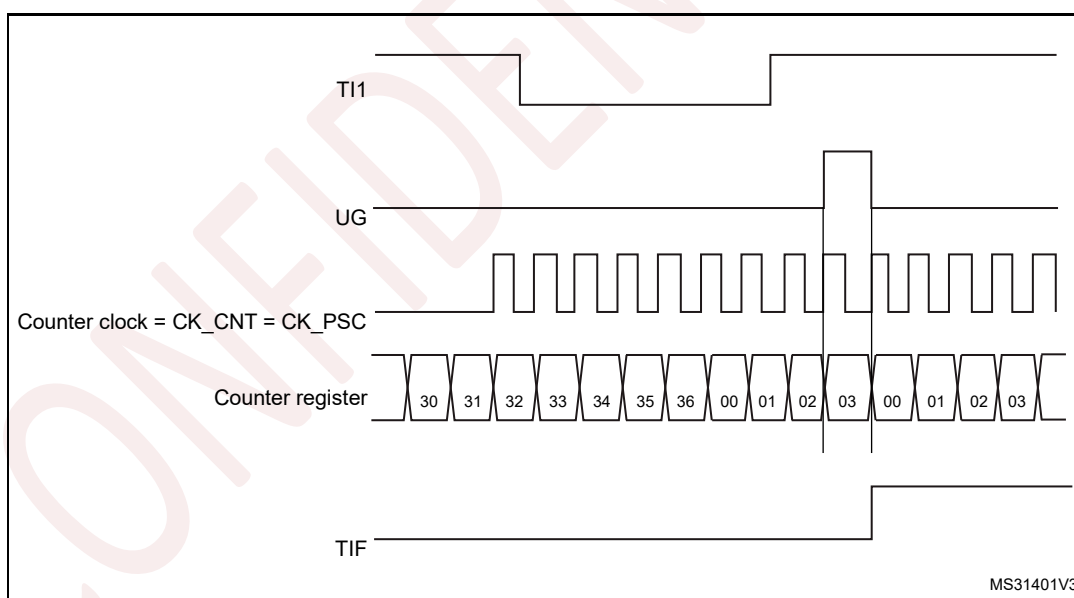 TI1
UG
Counter clock = CK_CNT = CK_PSC
Counter register
30 31 32 33 34 35 36 00 01 02 03 00 01 02 03
TIF
MS31401V3
CONFIDEN